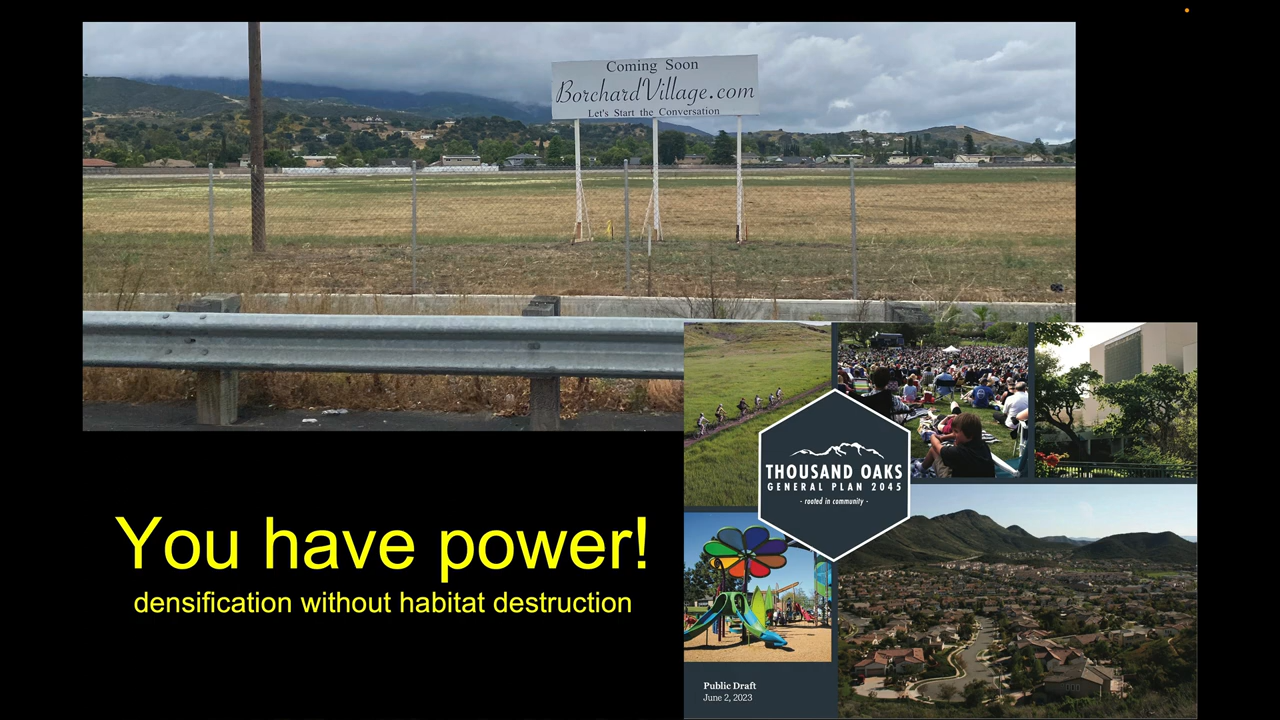 Coming Soon
BorchardVillage.com
Let's Start the Conversation
THOUSAND OAKS
GENERAL PLAN 2045
- rooted in community -
You have power!
densification without habitat destruction
Public Draft
June 2, 2023